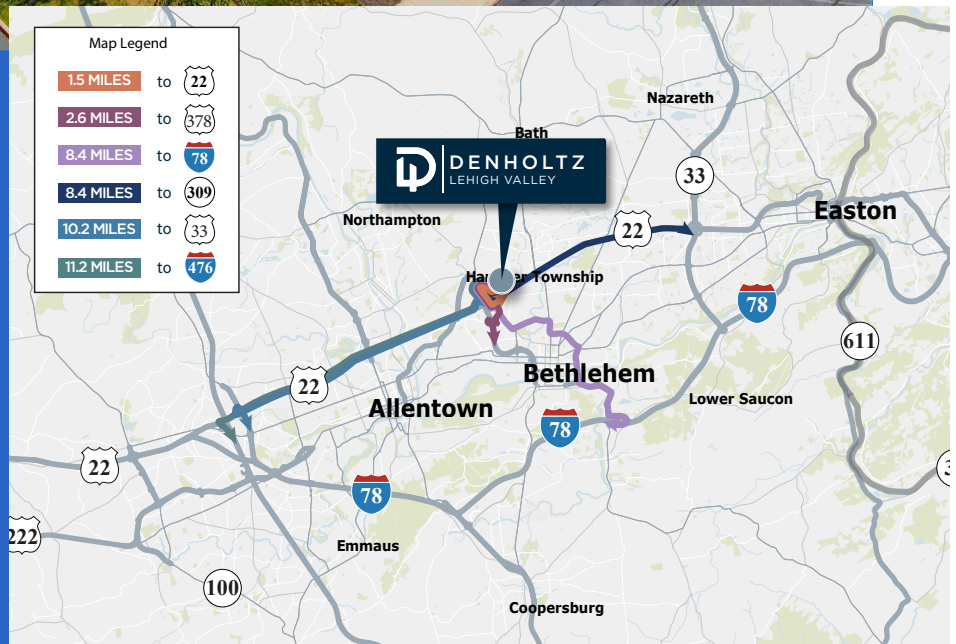 Map Legend
1.5 MILES to 22
2.6 MILES to 378
8.4 MILES to 78
8.4 MILES to 309
10.2 MILES to 33
11.2 MILES to 476
Nazareth
Bath
DENHOLTZ
LEHIGH VALLEY
33
Northampton
Easton
22
Township
78
611
Bethlehem
22
Allentown
Lower Saucon
78
22
78
222
Emmaus
100
Coopersburg